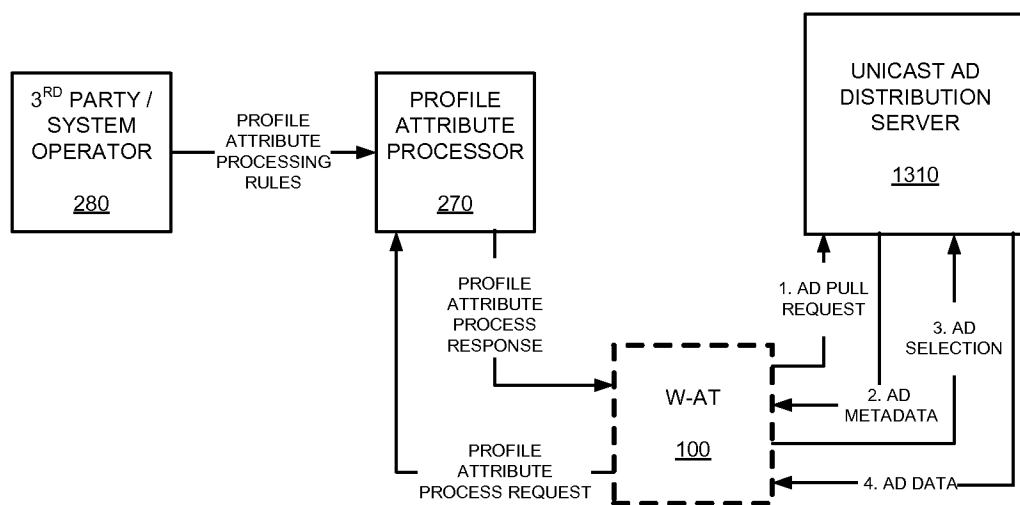 3RD PARTY /
SYSTEM
OPERATOR
280
PROFILE
ATTRIBUTE
PROCESSING
RULES
PROFILE
ATTRIBUTE
PROCESSOR
270
UNICAST AD
DISTRIBUTION
SERVER
1310
PROFILE
ATTRIBUTE
PROCESS
RESPONSE
1. AD PULL
REQUEST
3. AD
SELECTION
2. AD
METADATA
W-AT
100
PROFILE
ATTRIBUTE
PROCESS REQUEST
4. AD DATA